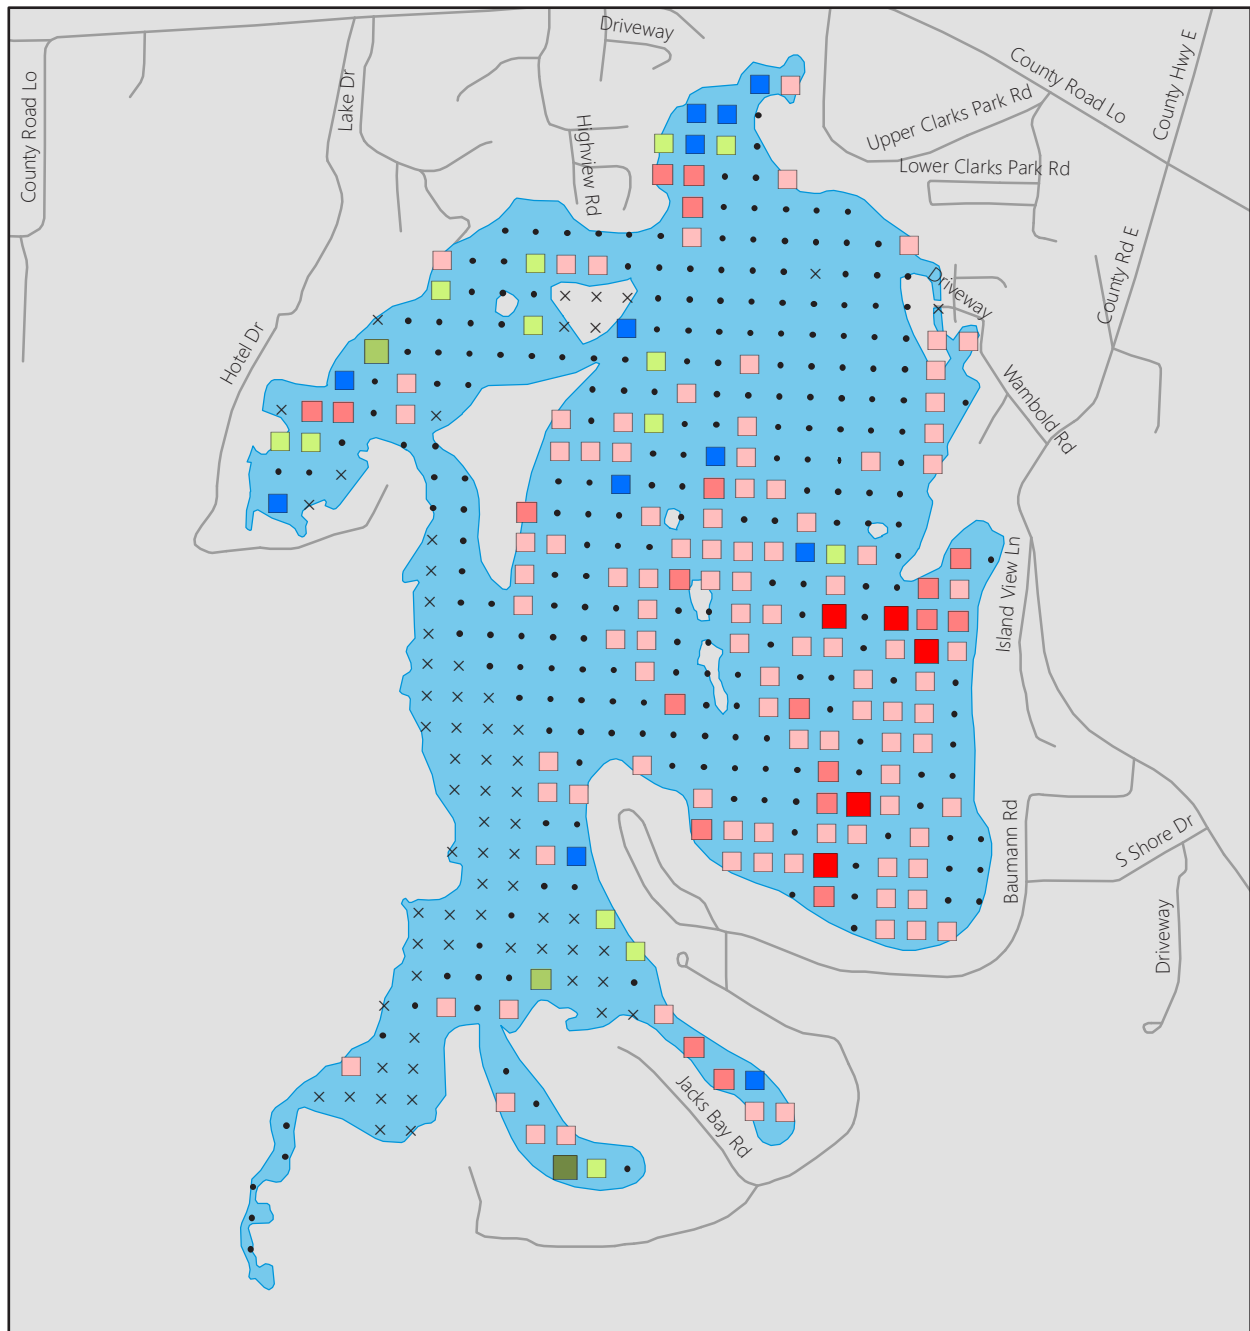 Driveway
County Road Lo
County Hwy E
Lake Dr
County Road Lo
Upper Clarks Park Rd
Highview Rd
Lower Clarks Park Rd
County Rd E
Driveway
Hotel Dr
Wambold Rd
Island View Ln
Baumann Rd
S Shore Dr
Driveway
Jacks Bay Rd